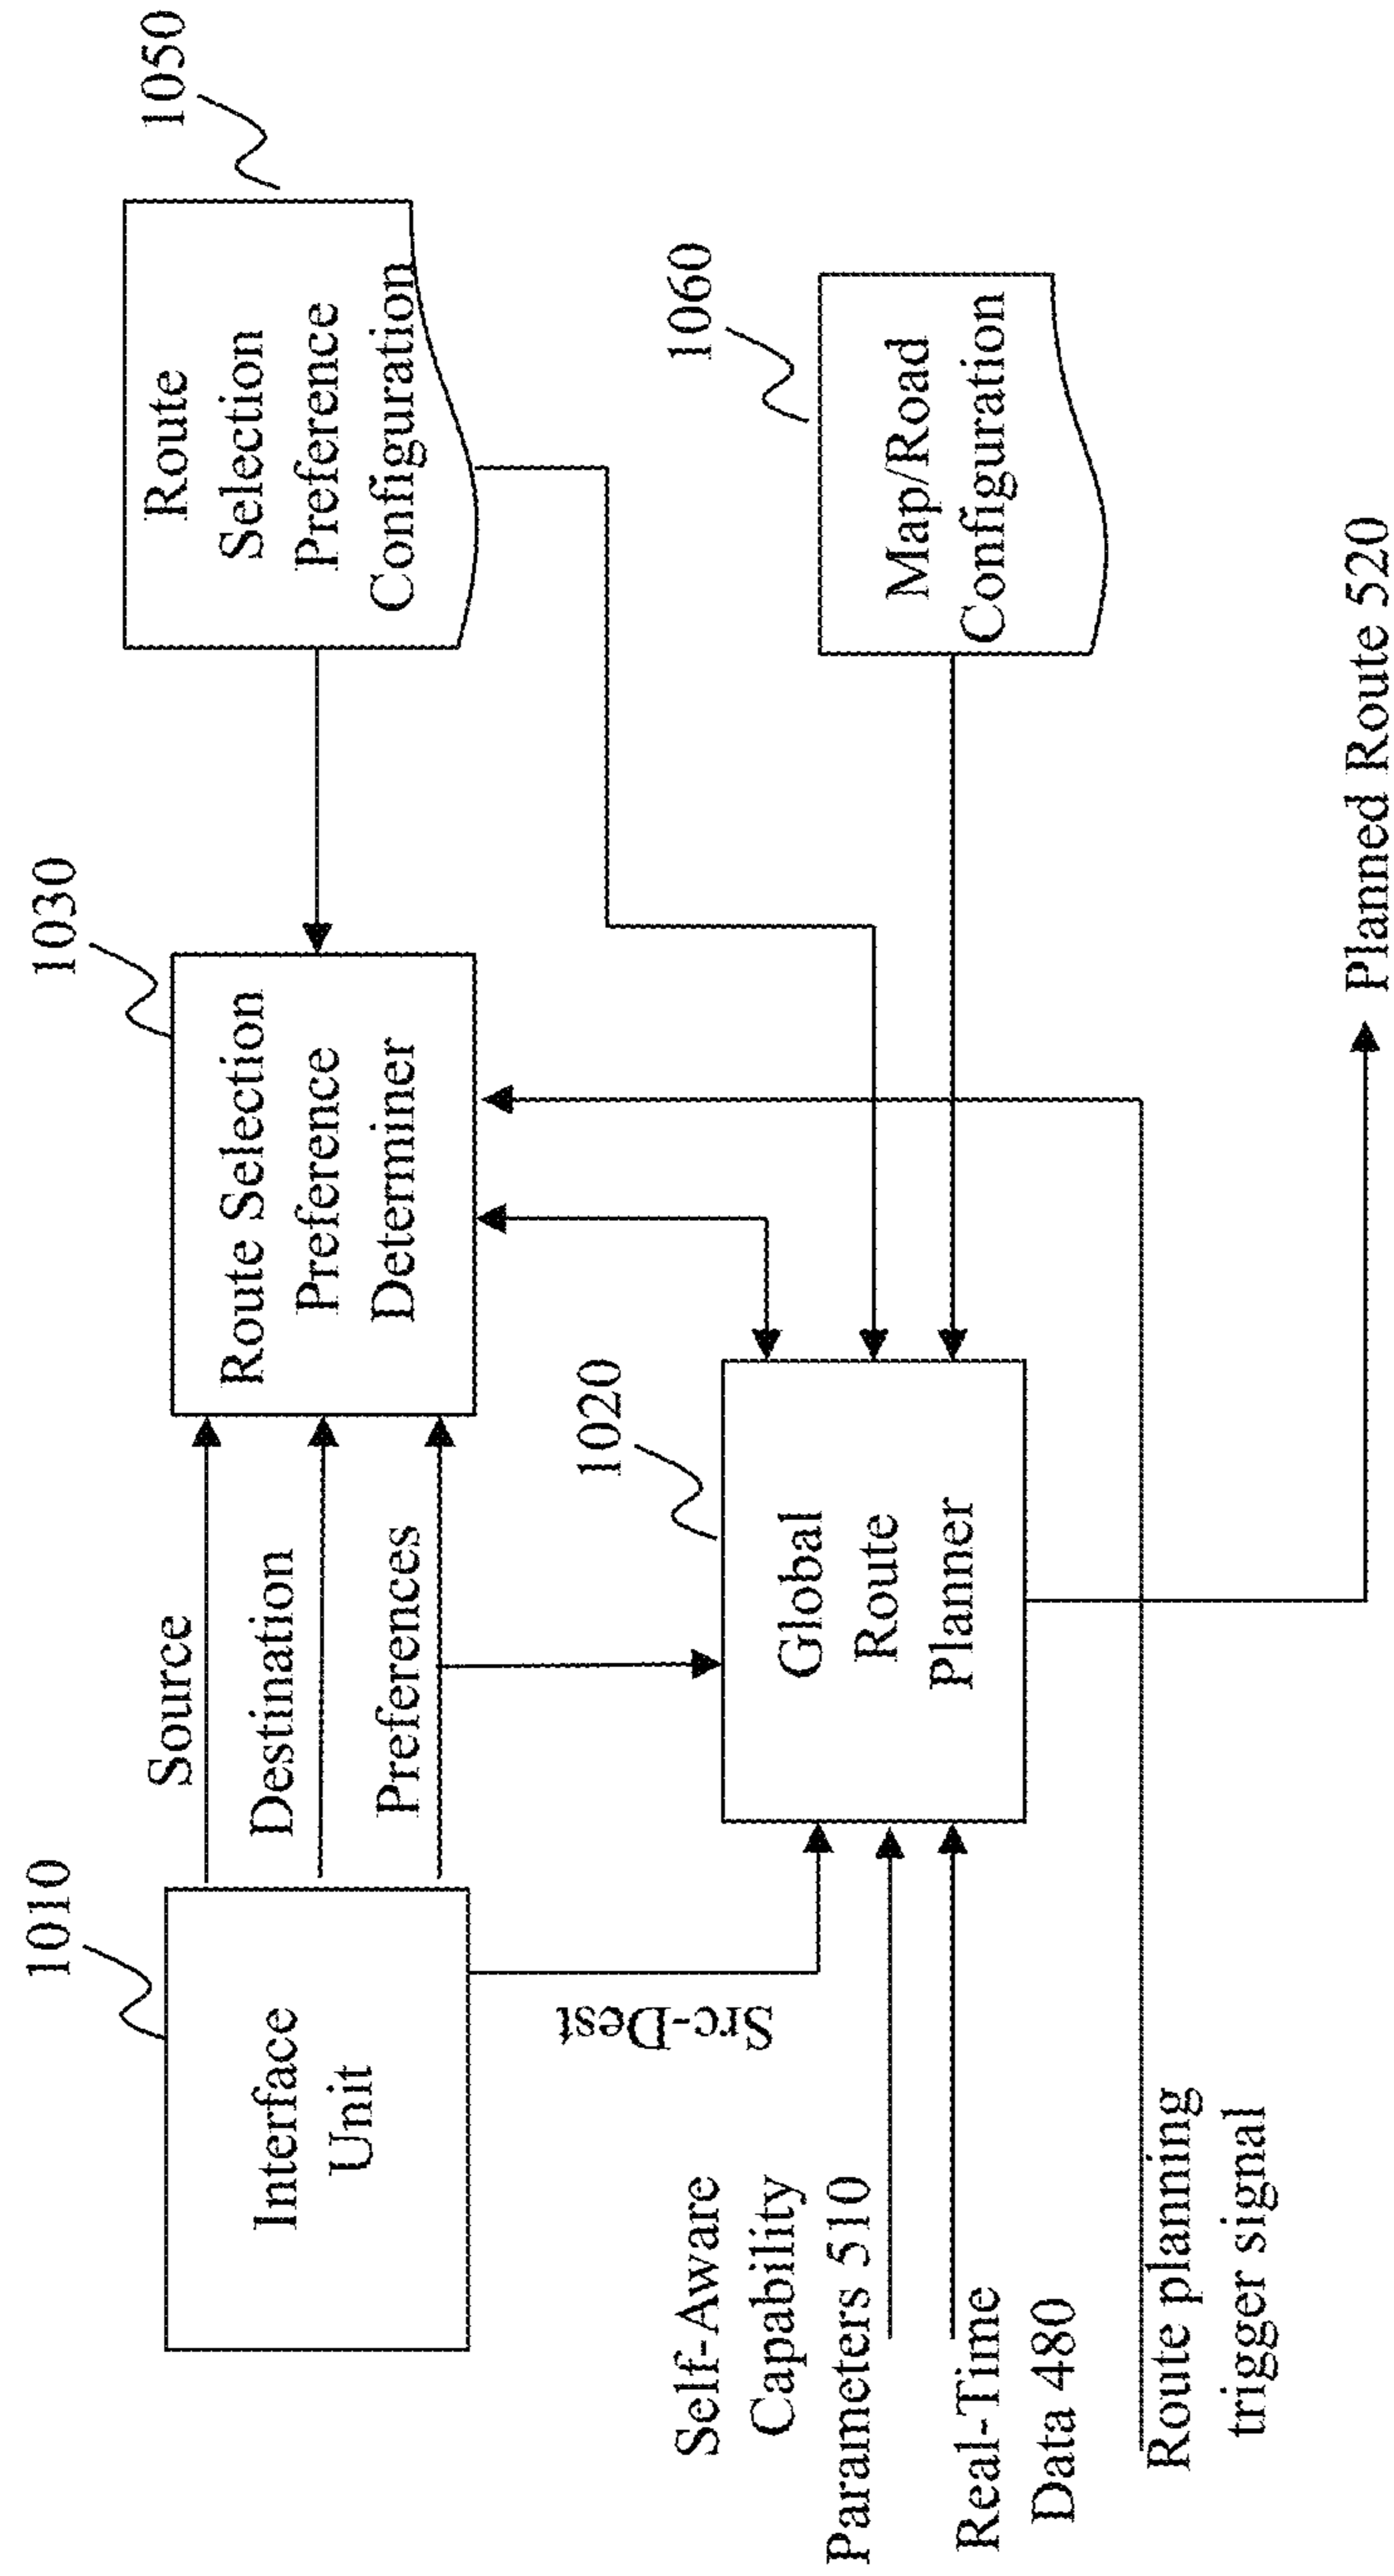 1010
Interface
Unit
Source
Destination
Preferences
1030
Route Selection
Preference
Determiner
1050
Route
Selection
Preference
Configuration
Src-Dest
1020
Global
Route
Planner
1060
Map/Road
Configuration
Self-Aware
Capability
Parameters 510
Real-Time
Data 480
Route planning
trigger signal
Planned Route 520